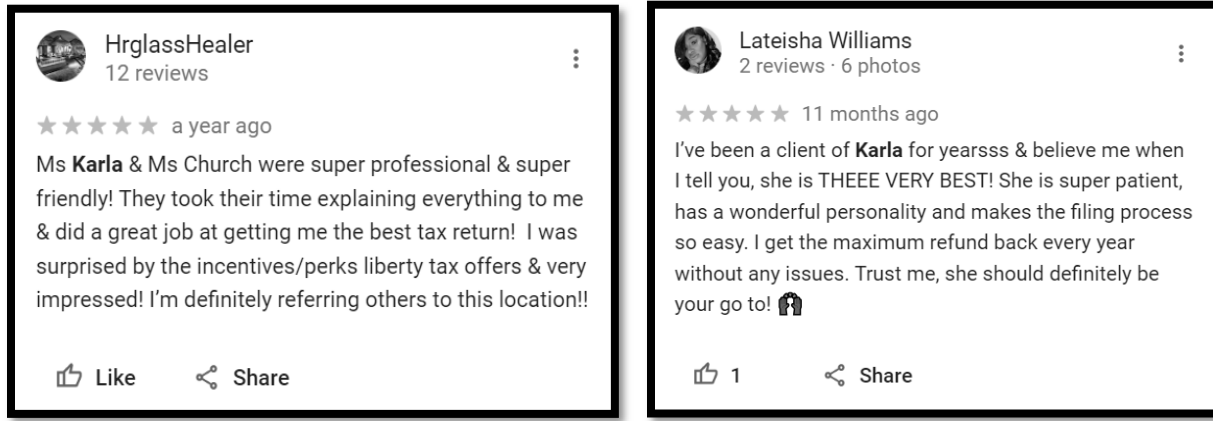 HrglassHealer
12 reviews
a year ago
Ms Karla & Ms Church were super professional & super
friendly! They took their time explaining everything to me
& did a great job at getting me the best tax return!  I was
surprised by the incentives/perks liberty tax offers & very
impressed! I'm definitely referring others to this location!!
Like Share
Lateisha Williams
2 reviews · 6 photos
11 months ago
I've been a client of Karla for yearsss & believe me when
I tell you, she is THEEE VERY BEST! She is super patient,
has a wonderful personality and makes the filing process
so easy. I get the maximum refund back every year
without any issues. Trust me, she should definitely be
your go to! 🙌
1 Share